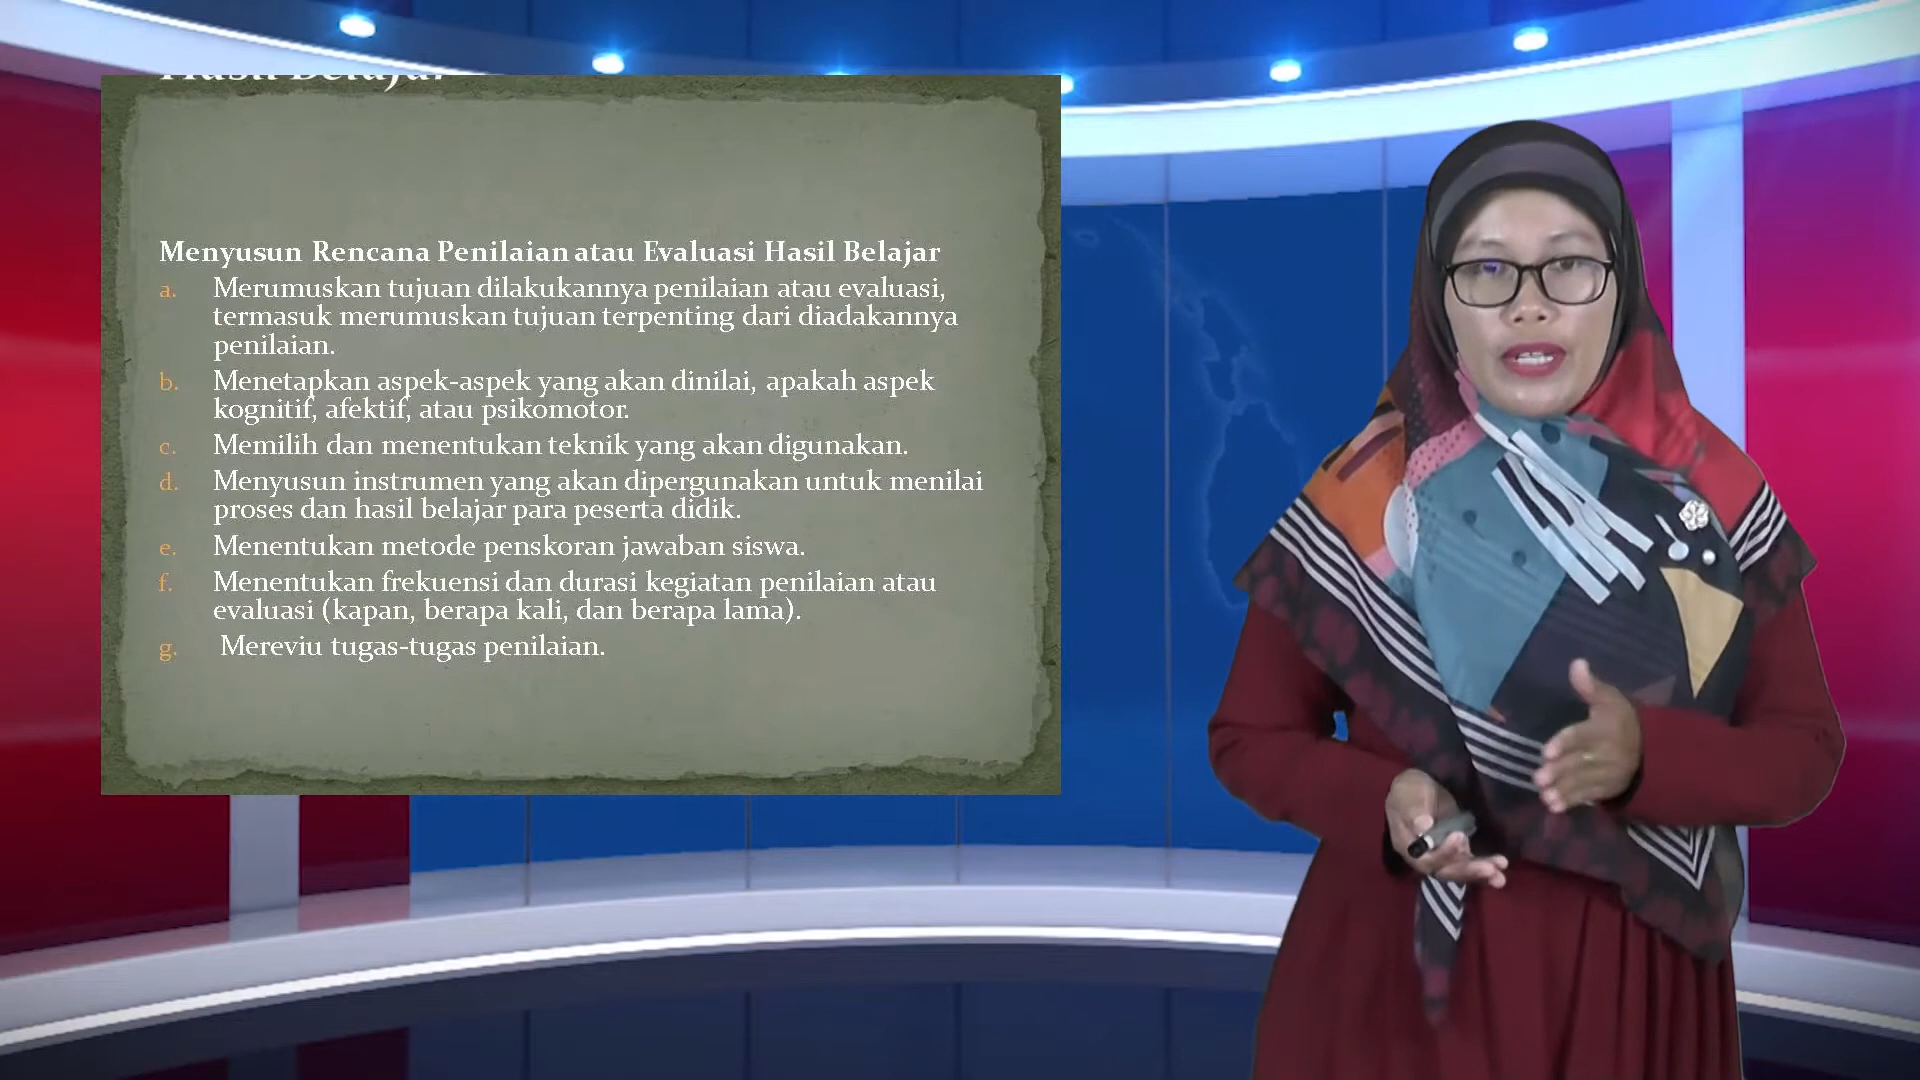 Hasil Belajar
Menyusun Rencana Penilaian atau Evaluasi Hasil Belajar
a. Merumuskan tujuan dilakukannya penilaian atau evaluasi,
termasuk merumuskan tujuan terpenting dari diadakannya
penilaian.
b. Menetapkan aspek-aspek yang akan dinilai, apakah aspek
kognitif, afektif, atau psikomotor.
c. Memilih dan menentukan teknik yang akan digunakan.
d. Menyusun instrumen yang akan dipergunakan untuk menilai
proses dan hasil belajar para peserta didik.
e. Menentukan metode penskoran jawaban siswa.
f. Menentukan frekuensi dan durasi kegiatan penilaian atau
evaluasi (kapan, berapa kali, dan berapa lama).
g. Mereviu tugas-tugas penilaian.